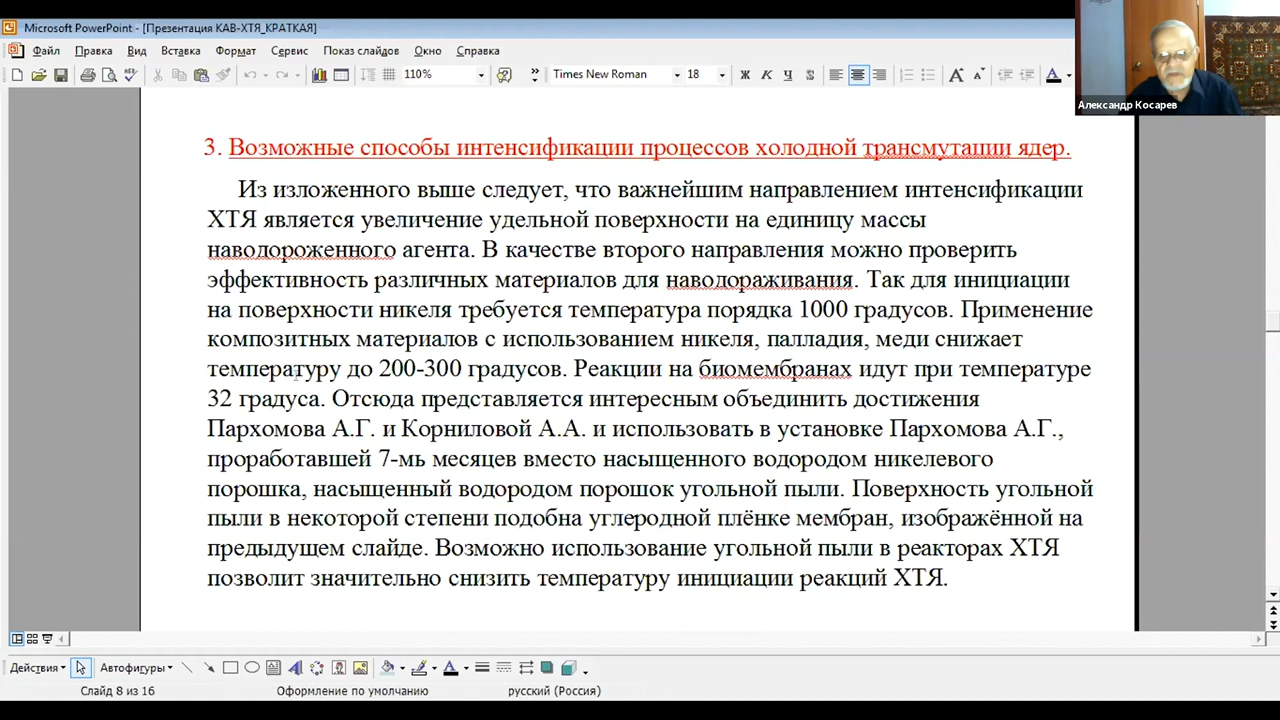 Microsoft PowerPoint - [Презентация КАВ-ХТЯ_КРАТКАЯ]
Файл Правка Вид Вставка Формат Сервис Показ слайдов Окно Справка
110% Times New Roman 18 Ж К Ч S
Александр Косарев
3. Возможные способы интенсификации процессов холодной трансмутации ядер.
Из изложенного выше следует, что важнейшим направлением интенсификации
ХТЯ является увеличение удельной поверхности на единицу массы
наводороженного агента. В качестве второго направления можно проверить
эффективность различных материалов для наводораживания. Так для инициации
на поверхности никеля требуется температура порядка 1000 градусов. Применение
композитных материалов с использованием никеля, палладия, меди снижает
температуру до 200-300 градусов. Реакции на биомембранах идут при температуре
32 градуса. Отсюда представляется интересным объединить достижения
Пархомова А.Г. и Корниловой А.А. и использовать в установке Пархомова А.Г.,
проработавшей 7-мь месяцев вместо насыщенного водородом никелевого
порошка, насыщенный водородом порошок угольной пыли. Поверхность угольной
пыли в некоторой степени подобна углеродной плёнке мембран, изображённой на
предыдущем слайде. Возможно использование угольной пыли в реакторах ХТЯ
позволит значительно снизить температуру инициации реакций ХТЯ.
Действия Автофигуры
Слайд 8 из 16 Оформление по умолчанию русский (Россия)